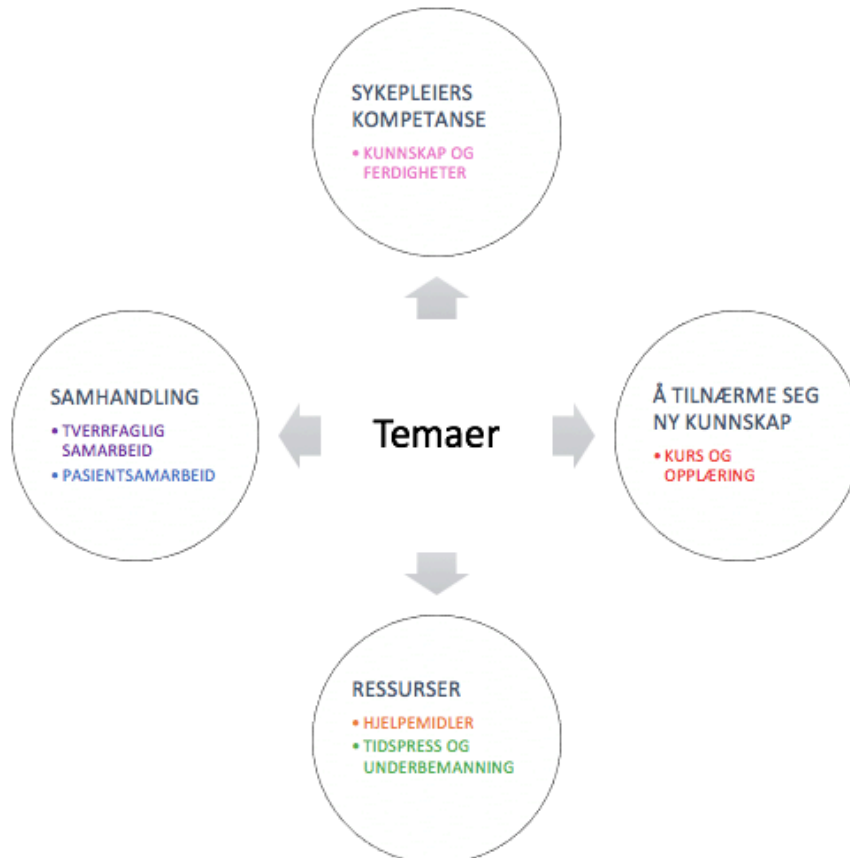 SYKEPLEIERS
KOMPETANSE
• KUNNSKAP OG
FERDIGHETER
SAMHANDLING
• TVERRFAGLIG
SAMARBEID
• PASIENTSAMARBEID
Temaer
Å TILNÆRME SEG
NY KUNNSKAP
• KURS OG
OPPLÆRING
RESSURSER
• HJELPEMIDLER
• TIDSPRESS OG
UNDERBEMANNING